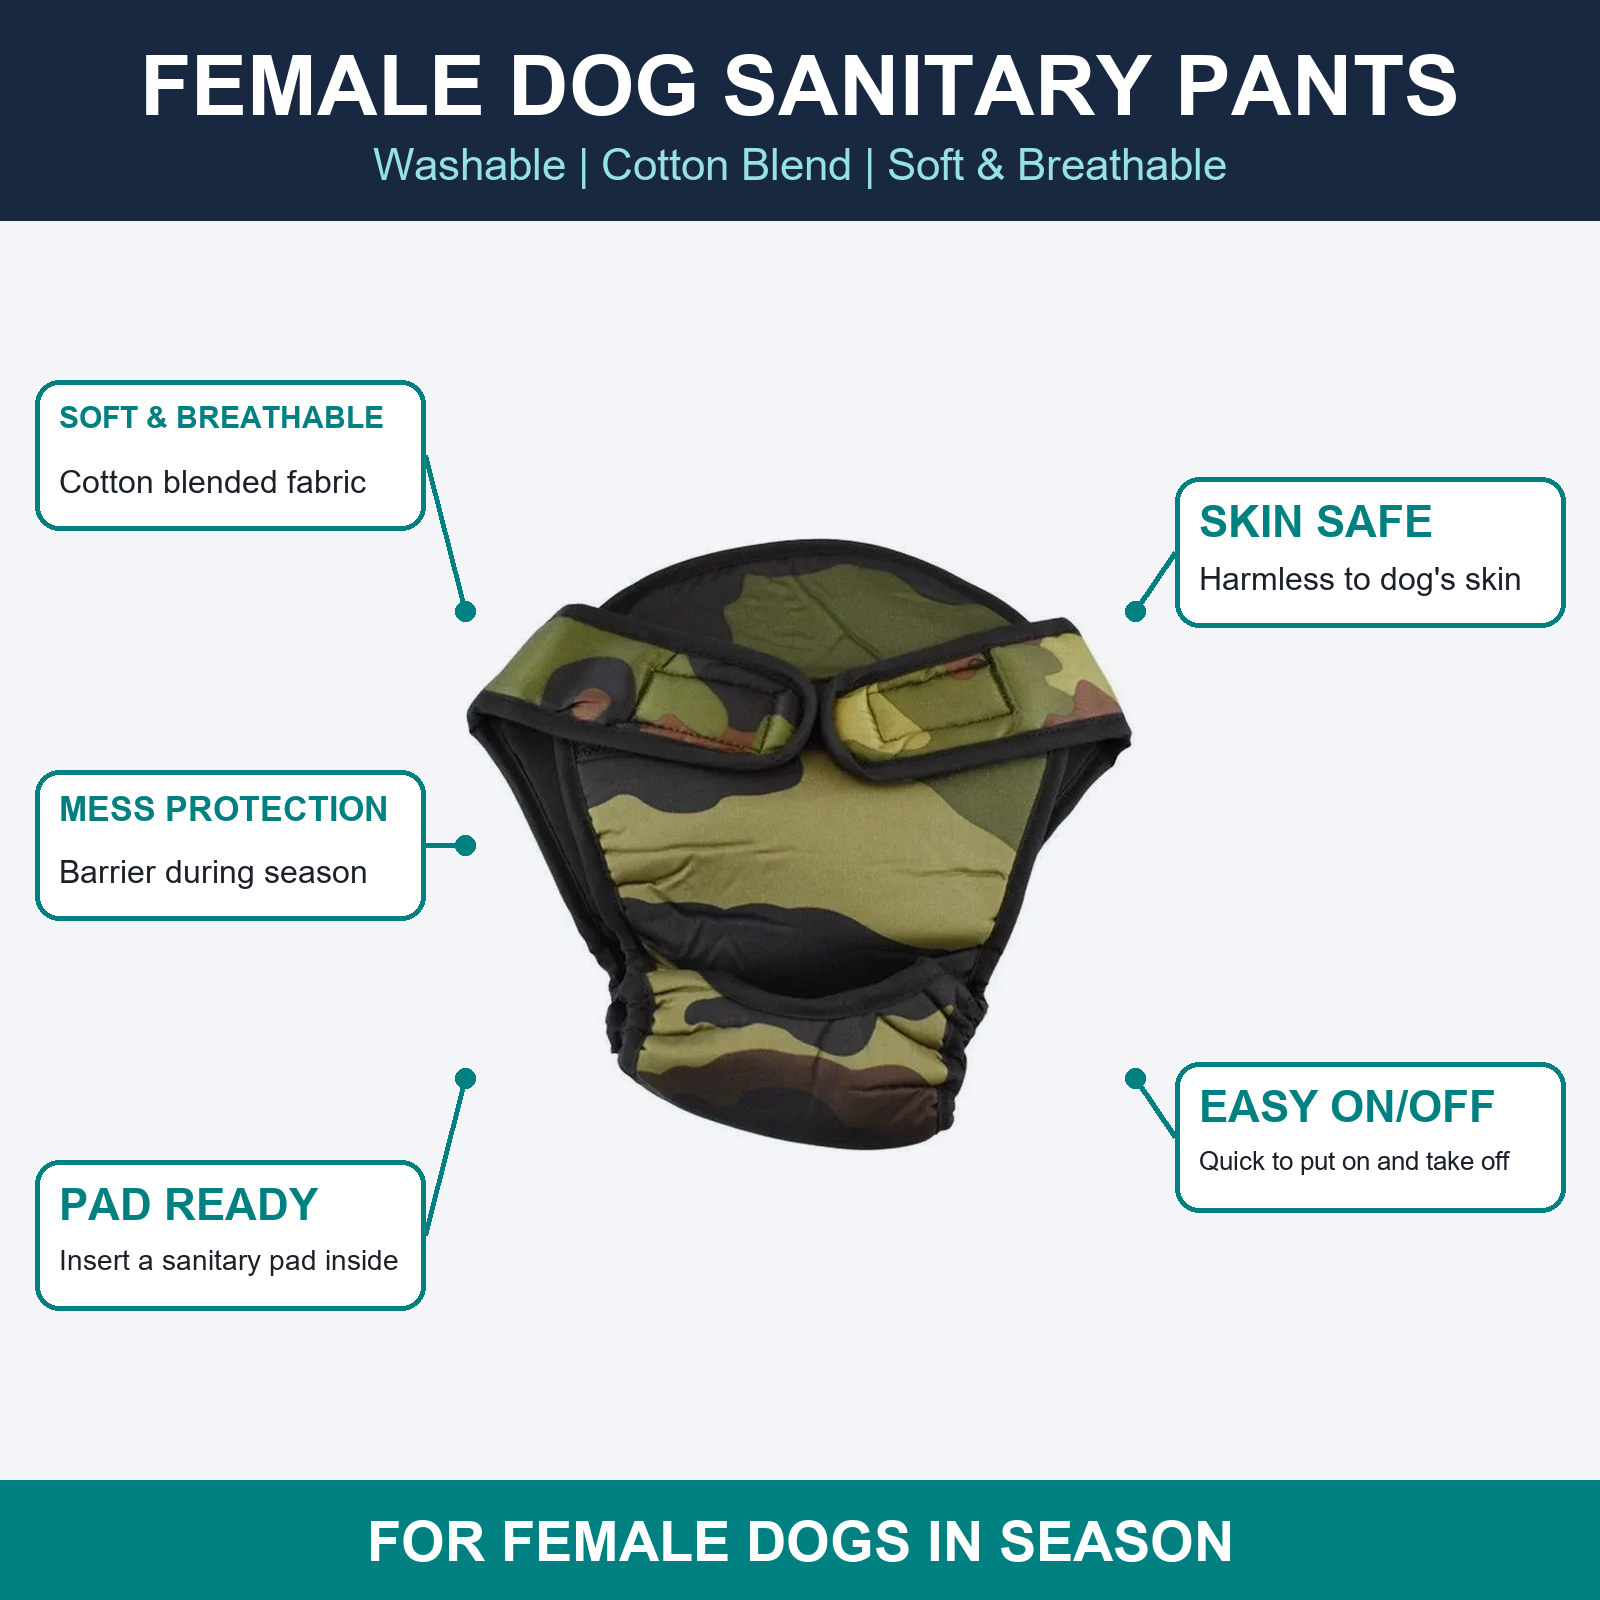 FEMALE DOG SANITARY PANTS
Washable | Cotton Blend | Soft & Breathable
SOFT & BREATHABLE
Cotton blended fabric
SKIN SAFE
Harmless to dog's skin
MESS PROTECTION
Barrier during season
EASY ON/OFF
Quick to put on and take off
PAD READY
Insert a sanitary pad inside
FOR FEMALE DOGS IN SEASON